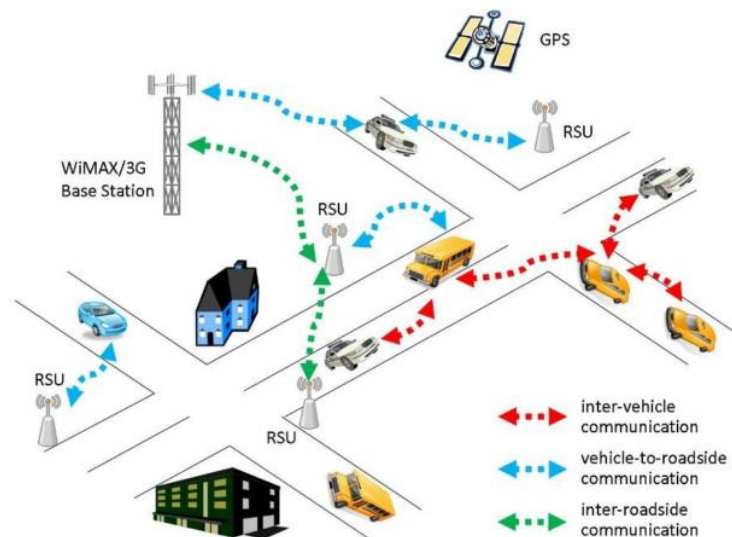 GPS
RSU
WiMAX/3G
Base Station
RSU
RSU
RSU
inter-vehicle
communication
vehicle-to-roadside
communication
inter-roadside
communication